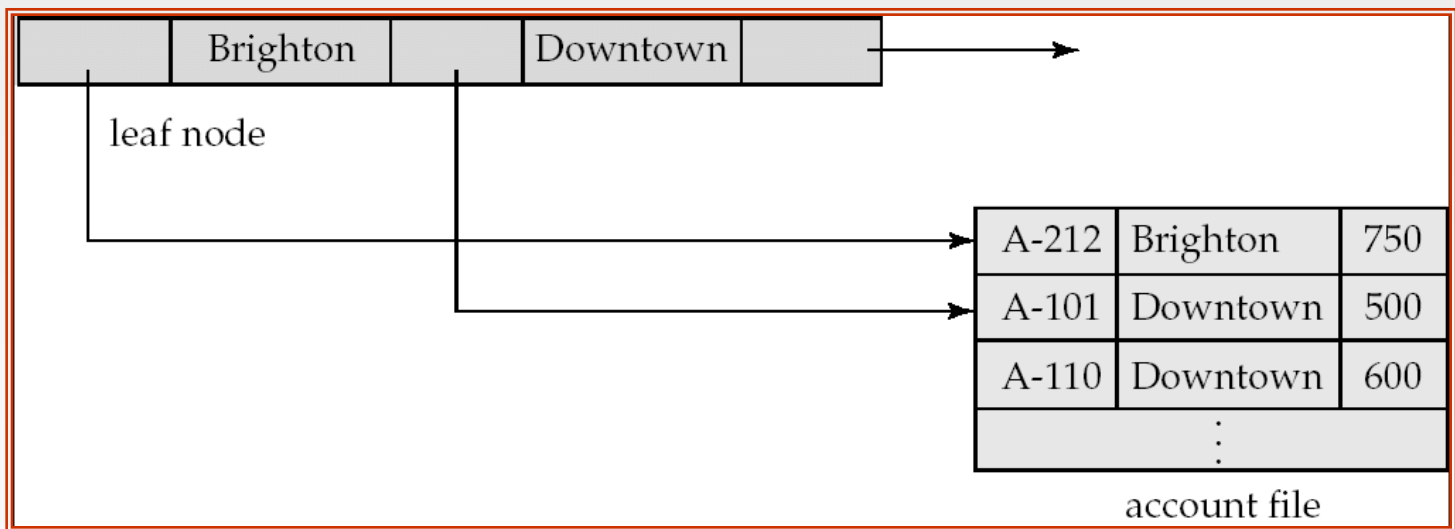 Brighton Downtown
leaf node
A-212 Brighton 750
A-101 Downtown 500
A-110 Downtown 600
⋮
account file